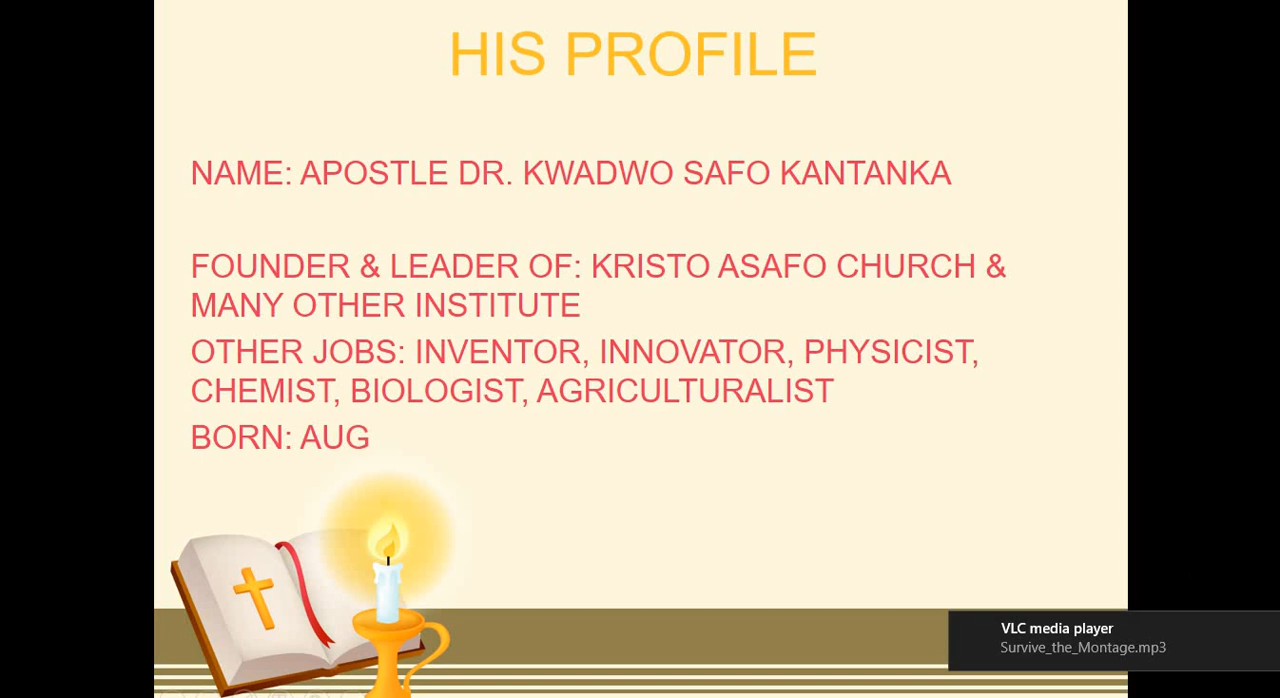 HIS PROFILE
NAME: APOSTLE DR. KWADWO SAFO KANTANKA
FOUNDER & LEADER OF: KRISTO ASAFO CHURCH &
MANY OTHER INSTITUTE
OTHER JOBS: INVENTOR, INNOVATOR, PHYSICIST,
CHEMIST, BIOLOGIST, AGRICULTURALIST
BORN: AUG
VLC media player
Survive_the_Montage.mp3